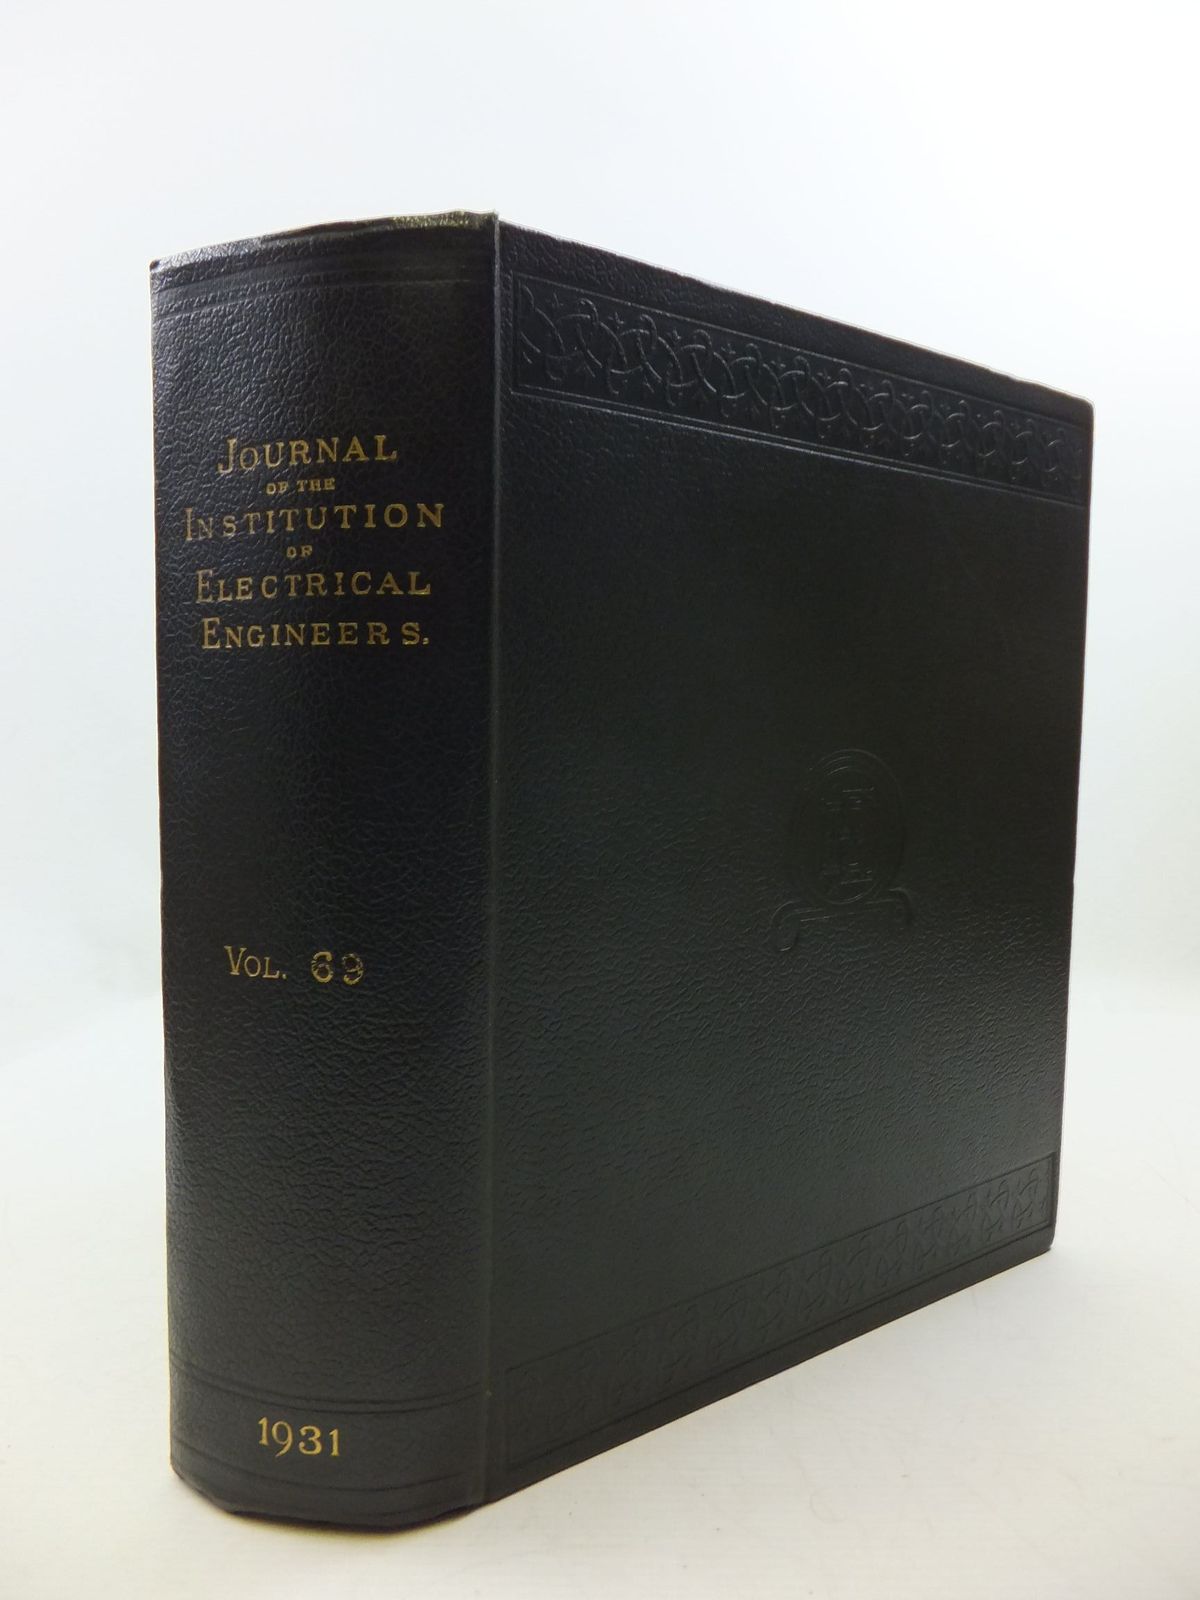 JOURNAL
OF THE
INSTITUTION
OF
ELECTRICAL
ENGINEERS.
VOL. 69
1931